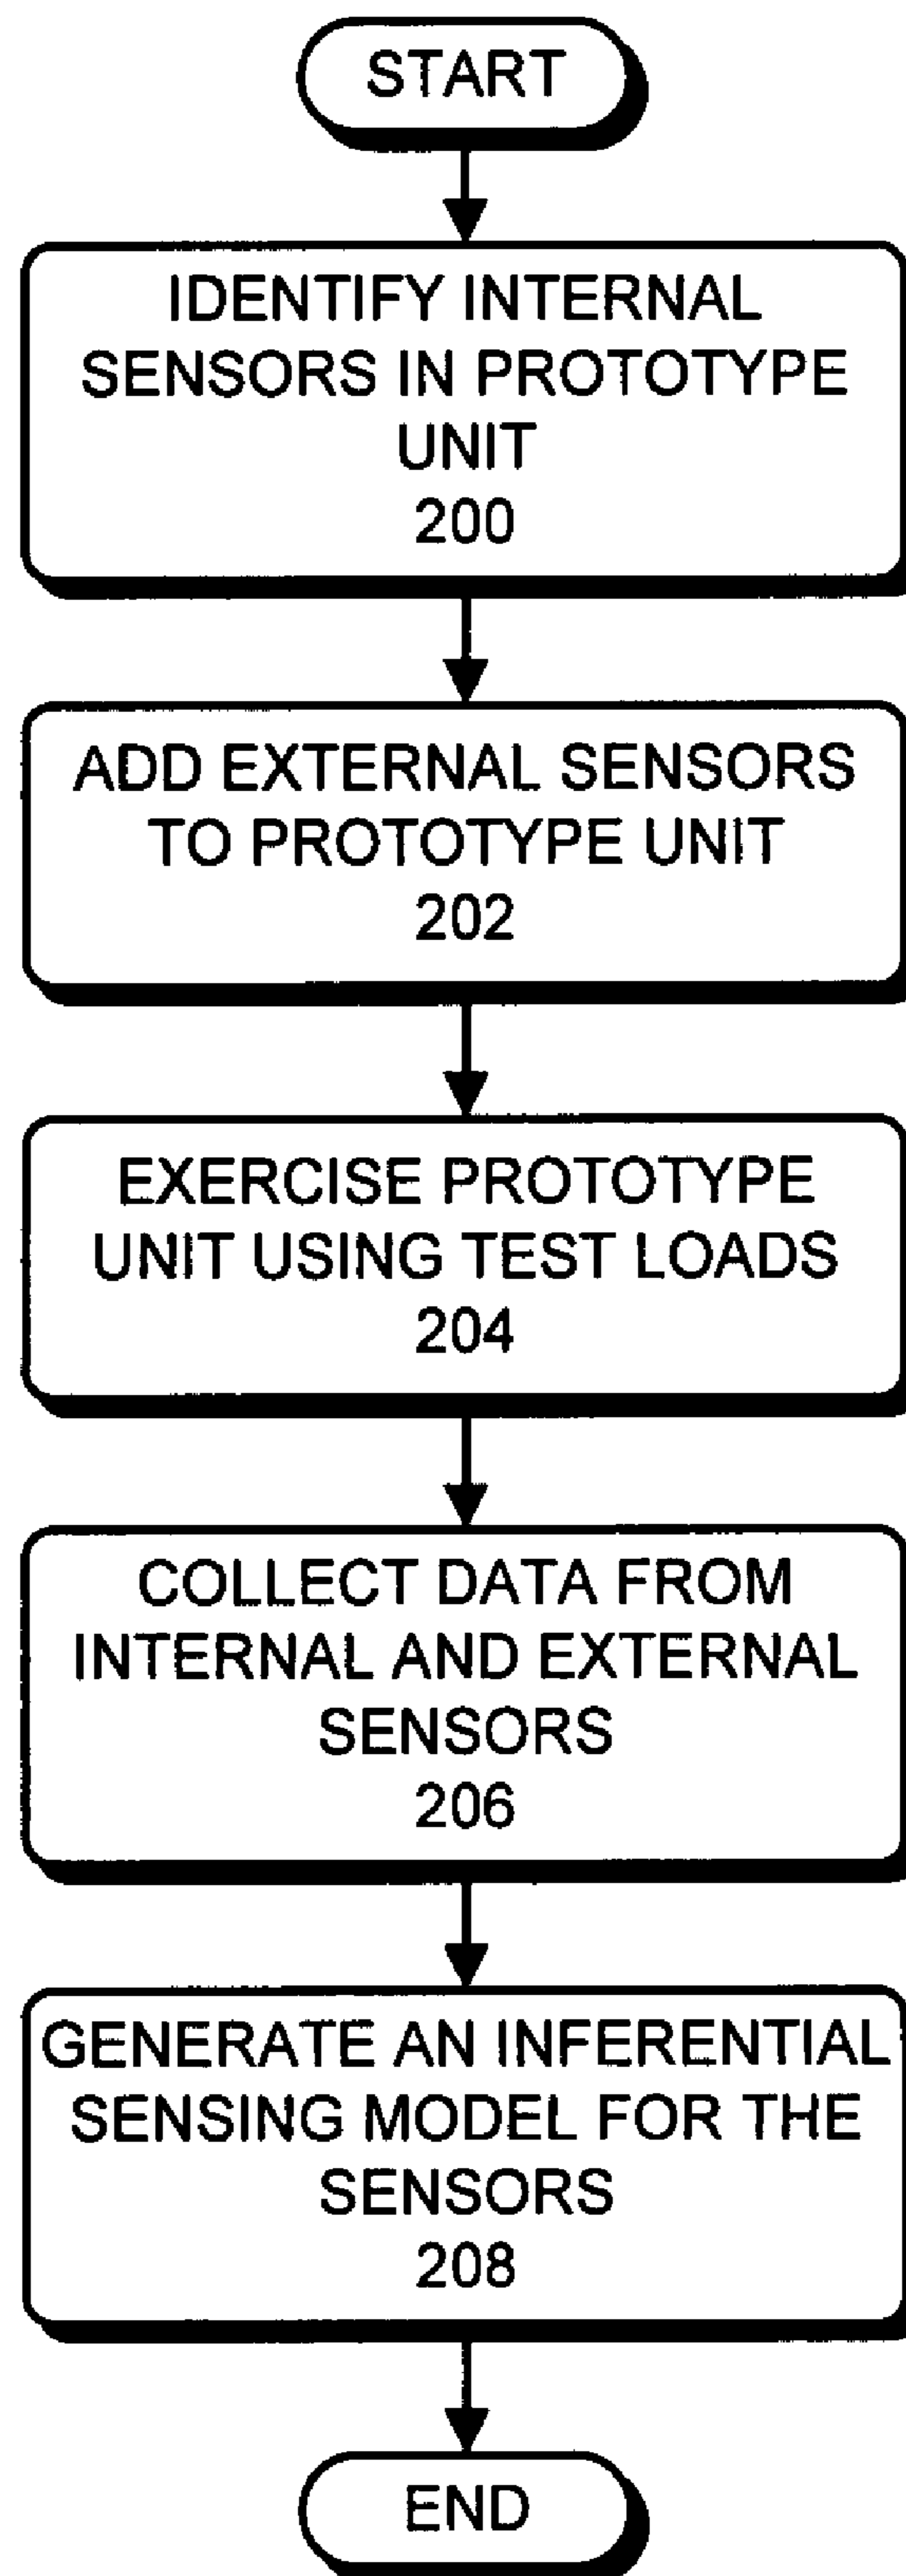 START
IDENTIFY INTERNAL
SENSORS IN PROTOTYPE
UNIT
200
ADD EXTERNAL SENSORS
TO PROTOTYPE UNIT
202
EXERCISE PROTOTYPE
UNIT USING TEST LOADS
204
COLLECT DATA FROM
INTERNAL AND EXTERNAL
SENSORS
206
GENERATE AN INFERENTIAL
SENSING MODEL FOR THE
SENSORS
208
END